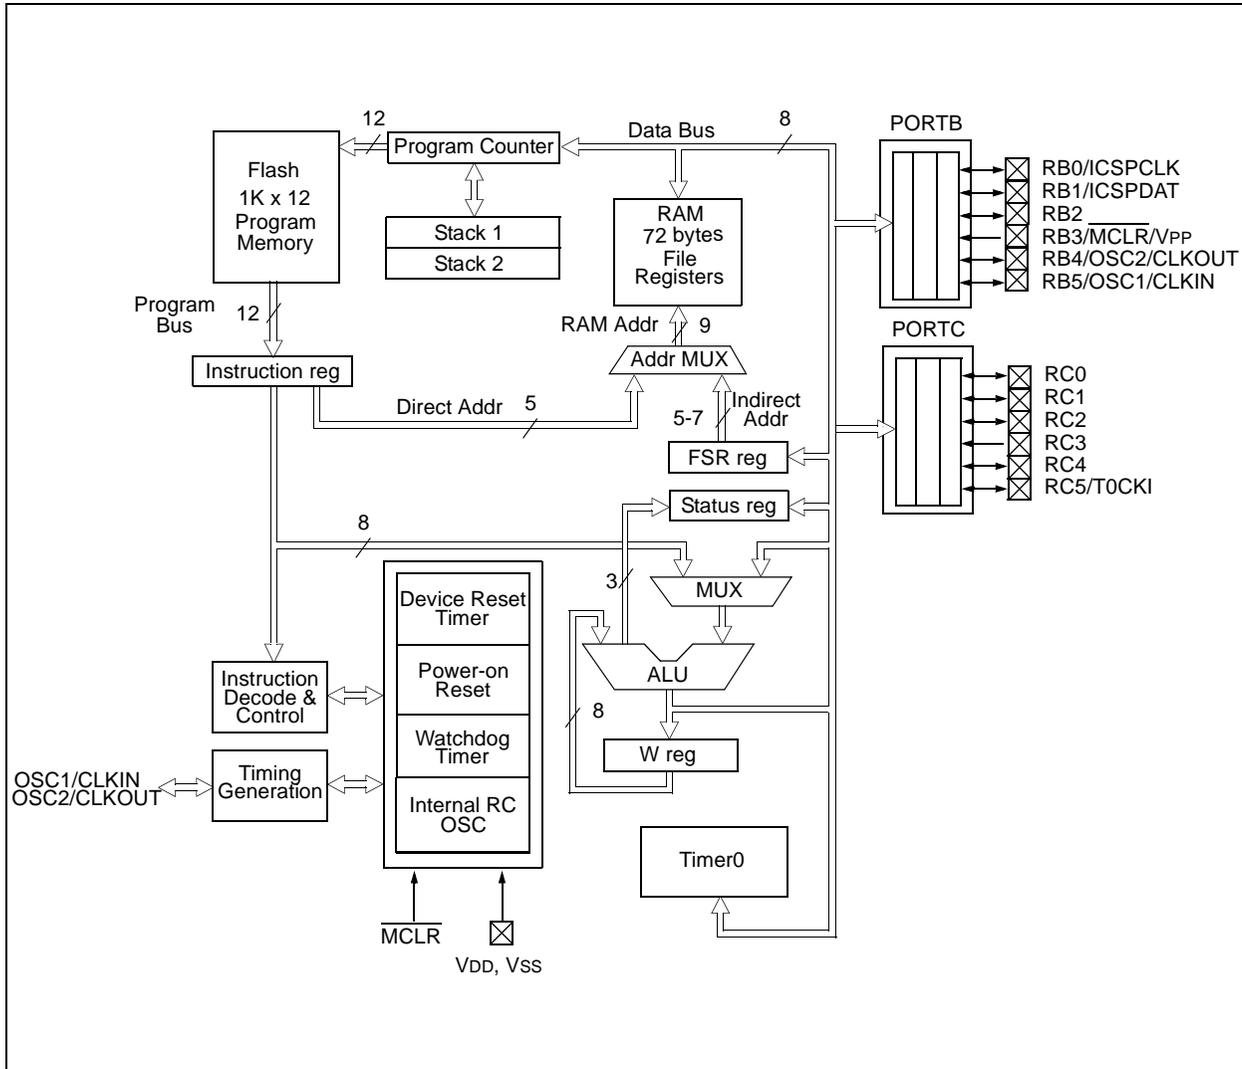 12
Data Bus
8
PORTB
Program Counter
Flash
1K x 12
Program
Memory
Stack 1
Stack 2
RAM
72 bytes
File
Registers
RB0/ICSPCLK
RB1/ICSPDAT
RB2
RB3/MCLR/VPP
RB4/OSC2/CLKOUT
RB5/OSC1/CLKIN
Program
Bus
12
RAM Addr
9
PORTC
Instruction reg
Addr MUX
Direct Addr
5
5-7
Indirect
Addr
RC0
RC1
RC2
RC3
RC4
RC5/T0CKI
FSR reg
Status reg
8
3
MUX
Device Reset
Timer
Power-on
Reset
Watchdog
Timer
Internal RC
OSC
ALU
8
W reg
Instruction
Decode &
Control
Timing
Generation
OSC1/CLKIN
OSC2/CLKOUT
Timer0
MCLR
VDD, VSS